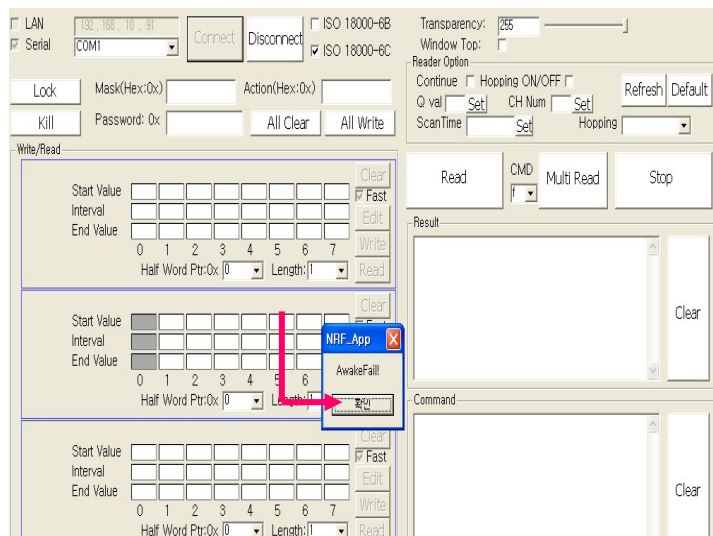 LAN 192 . 168 . 10 . 91
Serial COM1
Connect Disconnect
ISO 18000-6B
ISO 18000-6C
Lock Mask(Hex:0x) Action(Hex:0x)
Kill Password: 0x All Clear All Write
Write/Read
Clear
Start Value Fast
Interval Edit
End Value
0 1 2 3 4 5 6 7 Write
Half Word Ptr:0x 0 Length: 1 Read
Clear
Start Value
Interval
End Value
0 1 2 3 4 5 6
Half Word Ptr:0x 0 Length: 1
Clear
Start Value Fast
Interval Edit
End Value
0 1 2 3 4 5 6 7 Write
Half Word Ptr:0x 0 Length: 1 Read
NRF_App
AwakeFail!
확인
Transparency: 255
Window Top:
Reader Option
Continue Hopping ON/OFF Refresh Default
Q val Set CH Num Set
ScanTime Set Hopping
Read CMD f Multi Read Stop
Result
Clear
Command
Clear